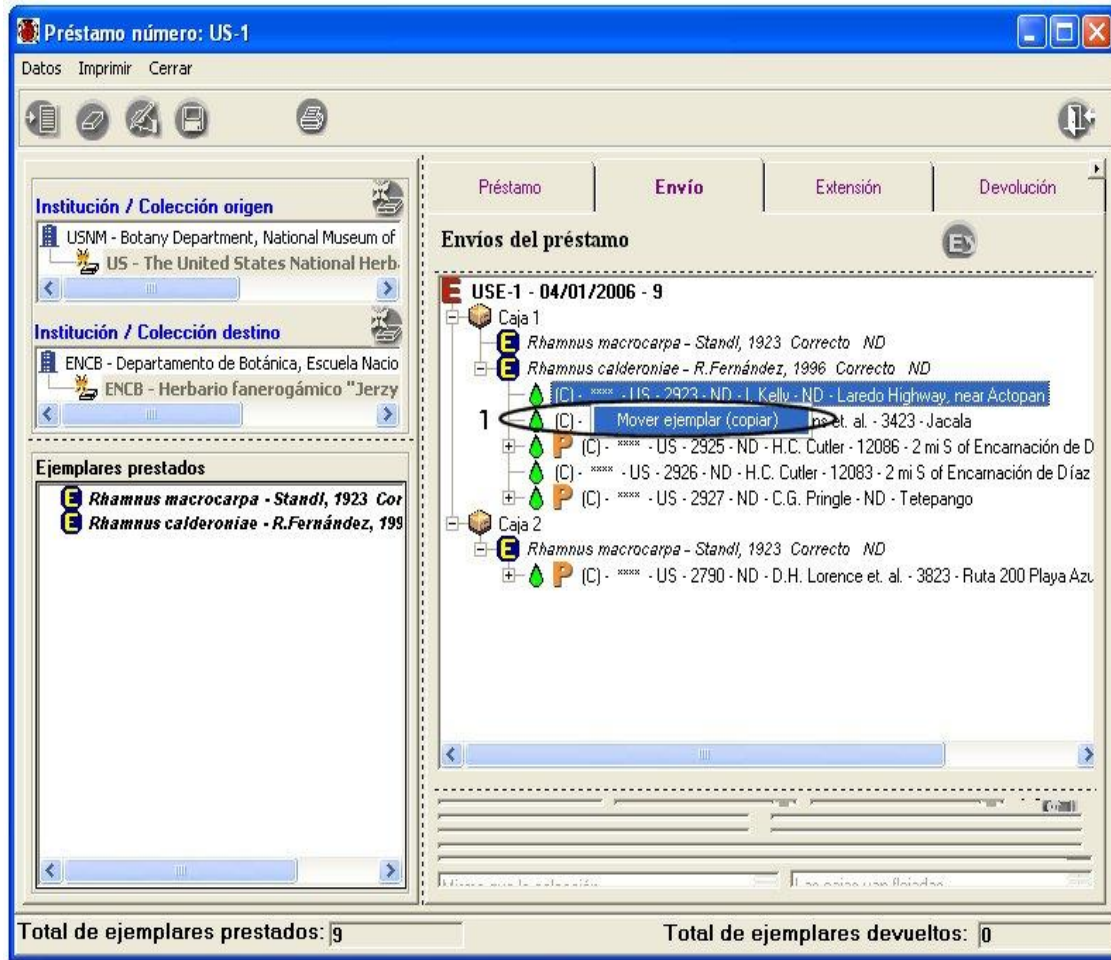 Préstamo número: US-1
Datos Imprimir Cerrar
Institución / Colección origen
USNM - Botany Department, National Museum of
US - The United States National Herb
Institución / Colección destino
ENCB - Departamento de Botánica, Escuela Nacio
ENCB - Herbario fanerogámico "Jerzy
Ejemplares prestados
E Rhamnus macrocarpa - Standl, 1923 Cor
E Rhamnus calderoniae - R.Fernández, 199
Préstamo Envío Extensión Devolución
Envíos del préstamo
E
E USE-1 - 04/01/2006 - 9
Caja 1
E Rhamnus macrocarpa - Standl, 1923 Correcto ND
E Rhamnus calderoniae - R.Fernández, 1996 Correcto ND
(C) - **** - US - 2923 - ND - I. Kelly - ND - Laredo Highway, near Actopan
1 (C) - Mover ejemplar (copiar) ns et. al. - 3423 - Jacala
P (C) - **** - US - 2925 - ND - H.C. Cutler - 12086 - 2 mi S of Encarnación de D
(C) - **** - US - 2926 - ND - H.C. Cutler - 12083 - 2 mi S of Encarnación de Díaz
P (C) - **** - US - 2927 - ND - C.G. Pringle - ND - Tetepango
Caja 2
E Rhamnus macrocarpa - Standl, 1923 Correcto ND
P (C) - **** - US - 2790 - ND - D.H. Lorence et. al. - 3823 - Ruta 200 Playa Azu
Total de ejemplares prestados: 9
Total de ejemplares devueltos: 0